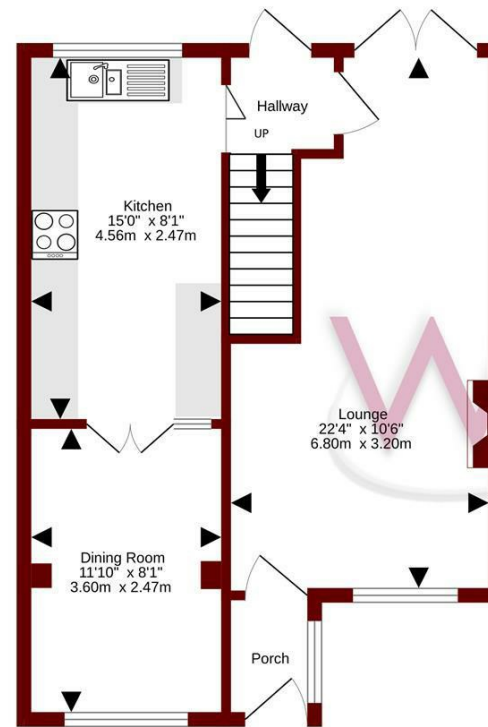 Hallway
UP
Kitchen
15'0" x 8'1"
4.56m x 2.47m
Lounge
22'4" x 10'6"
6.80m x 3.20m
Dining Room
11'10" x 8'1"
3.60m x 2.47m
Porch
W